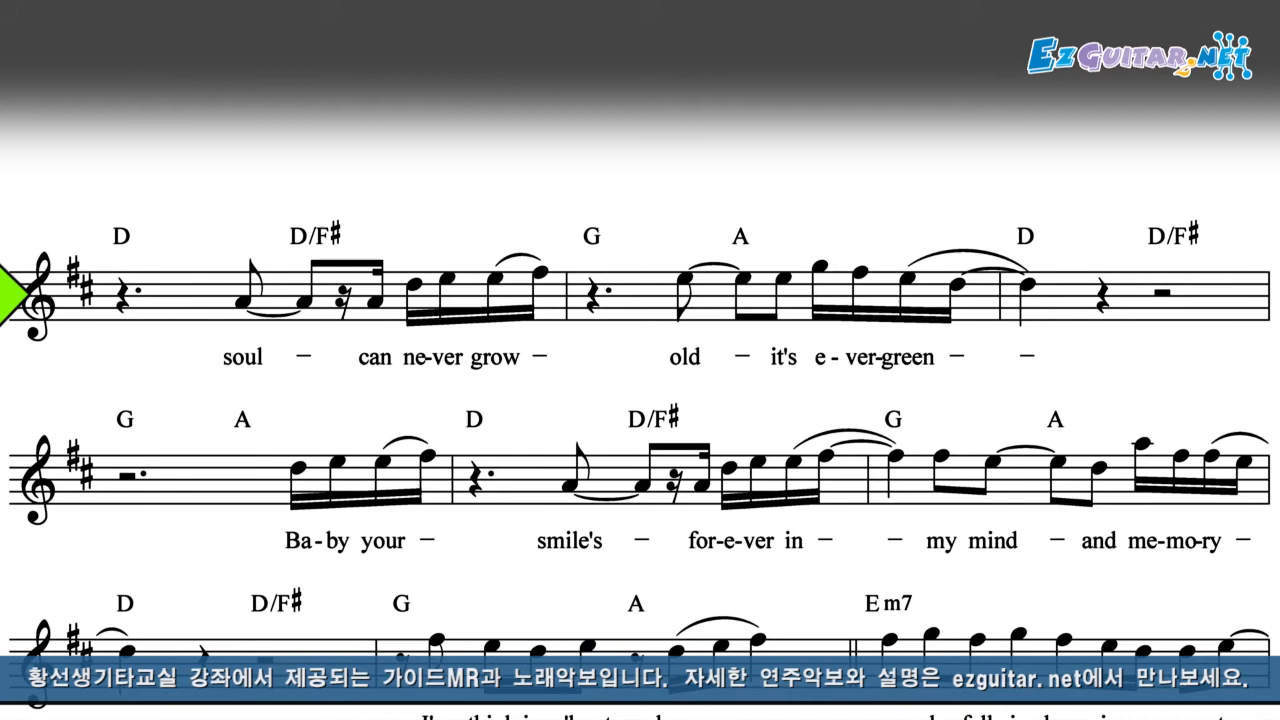 EzGuitar.net
D D/F# G A D D/F#
soul – can ne-ver grow – old – it's e - ver-green – –
G A D D/F# G A
Ba-by your – smile's – for-e-ver in – – my mind – and me-mo-ry –
D D/F# G A Em7
황선생기타교실 강좌에서 제공되는 가이드MR과 노래악보입니다. 자세한 연주악보와 설명은 ezguitar.net에서 만나보세요.